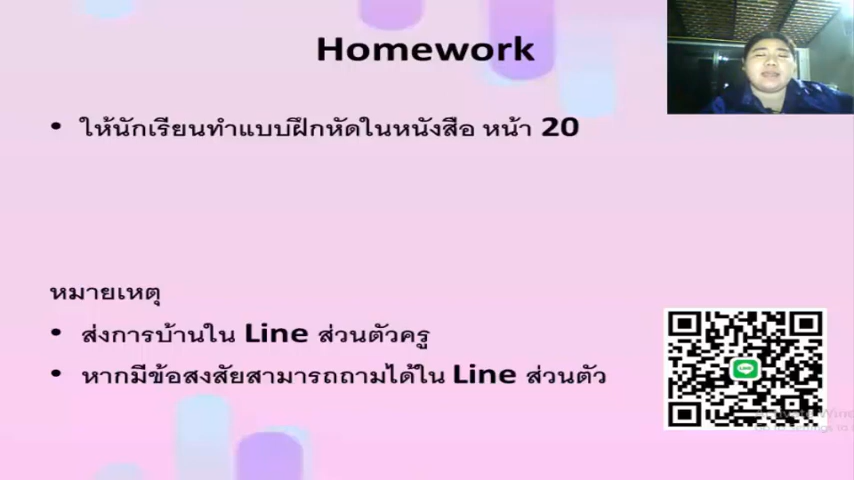 Homework
• ให้นักเรียนทำแบบฝึกหัดในหนังสือ หน้า 20
หมายเหตุ
• ส่งการบ้านใน Line ส่วนตัวครู
• หากมีข้อสงสัยสามารถถามได้ใน Line ส่วนตัว